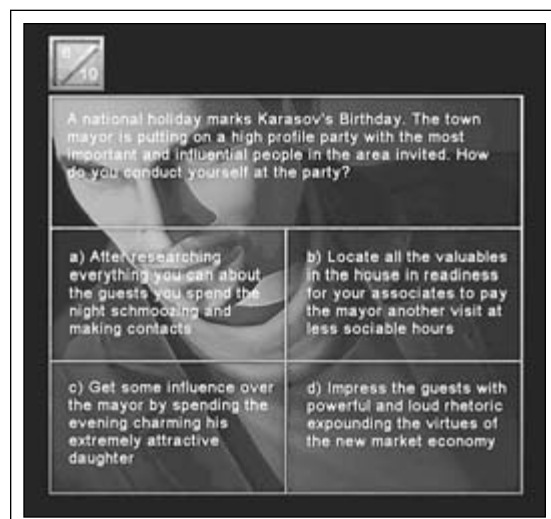 6
10
A national holiday marks Karasov's Birthday. The town
mayor is putting on a high profile party with the most
important and influential people in the area invited. How
do you conduct yourself at the party?
a) After researching
everything you can about
the guests you spend the
night schmoozing and
making contacts
b) Locate all the valuables
in the house in readiness
for your associates to pay
the mayor another visit at
less sociable hours
c) Get some influence over
the mayor by spending the
evening charming his
extremely attractive
daughter
d) Impress the guests with
powerful and loud rhetoric
expounding the virtues of
the new market economy